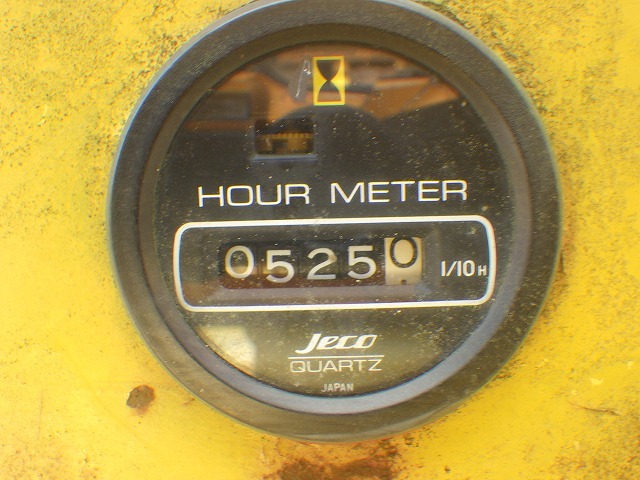 HOUR METER
05250 1/10H
Jeco
QUARTZ
JAPAN